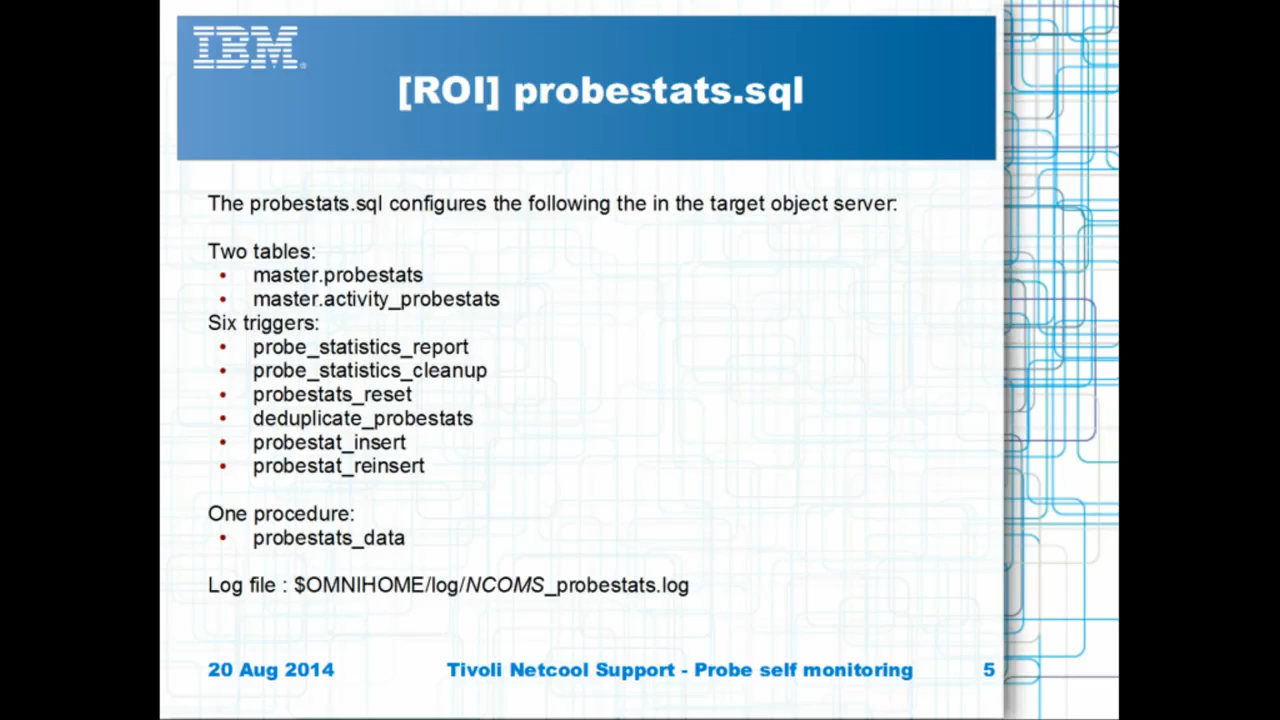 IBM
[ROI] probestats.sql
The probestats.sql configures the following the in the target object server:
Two tables:
• master.probestats
• master.activity_probestats
Six triggers:
• probe_statistics_report
• probe_statistics_cleanup
• probestats_reset
• deduplicate_probestats
• probestat_insert
• probestat_reinsert
One procedure:
• probestats_data
Log file : $OMNIHOME/log/NCOMS_probestats.log
20 Aug 2014 Tivoli Netcool Support - Probe self monitoring 5